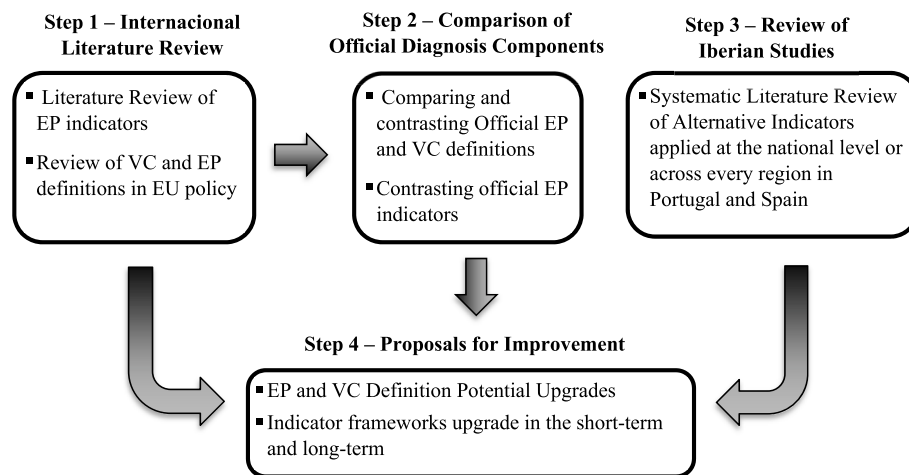 Step 1 – Internacional
Literature Review
▪ Literature Review of
EP indicators
▪ Review of VC and EP
definitions in EU policy
Step 2 – Comparison of
Official Diagnosis Components
▪ Comparing and
contrasting Official EP
and VC definitions
▪ Contrasting official EP
indicators
Step 3 – Review of
Iberian Studies
▪ Systematic Literature Review
of Alternative Indicators
applied at the national level or
across every region in
Portugal and Spain
Step 4 – Proposals for Improvement
▪ EP and VC Definition Potential Upgrades
▪ Indicator frameworks upgrade in the short-term
and long-term